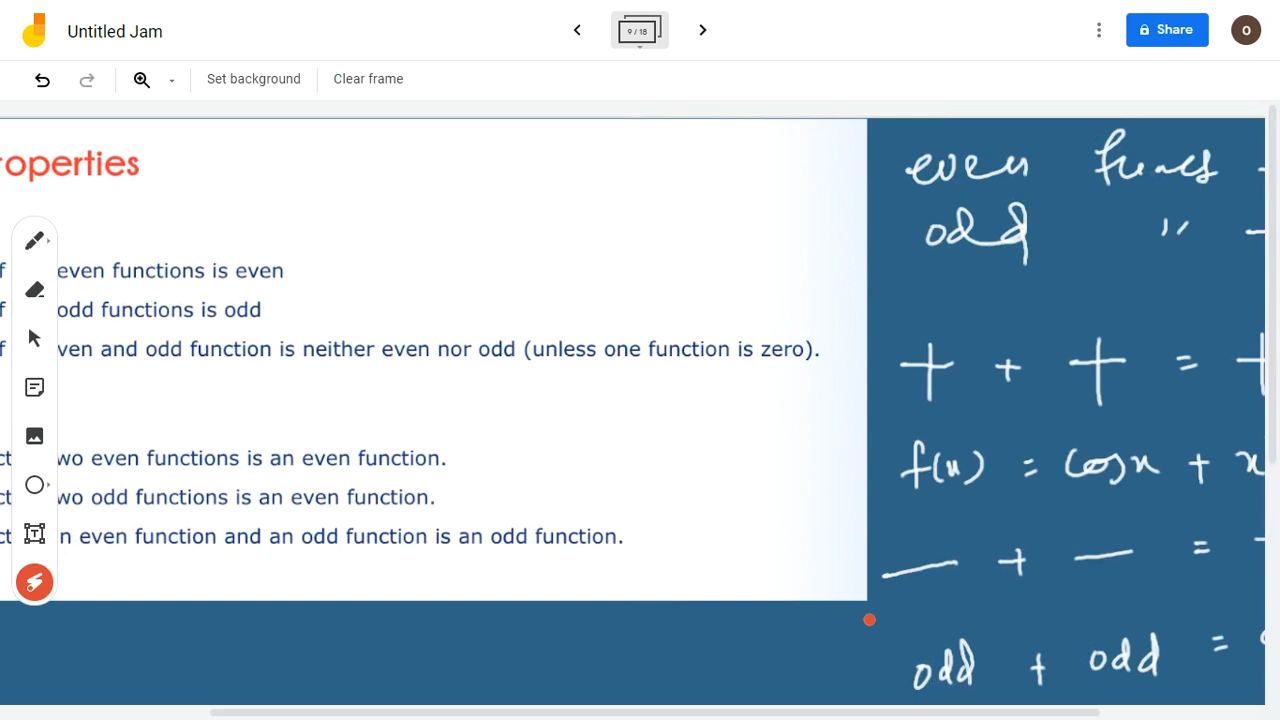 Untitled Jam
9 / 18
Share
O
Set background
Clear frame
roperties
f even functions is even
f odd functions is odd
f ven and odd function is neither even nor odd (unless one function is zero).
ct wo even functions is an even function.
ct wo odd functions is an even function.
ct n even function and an odd function is an odd function.
even funcs -
odd " -
+ + + = +
f(x) = cosx + x
— + — = -
odd + odd =